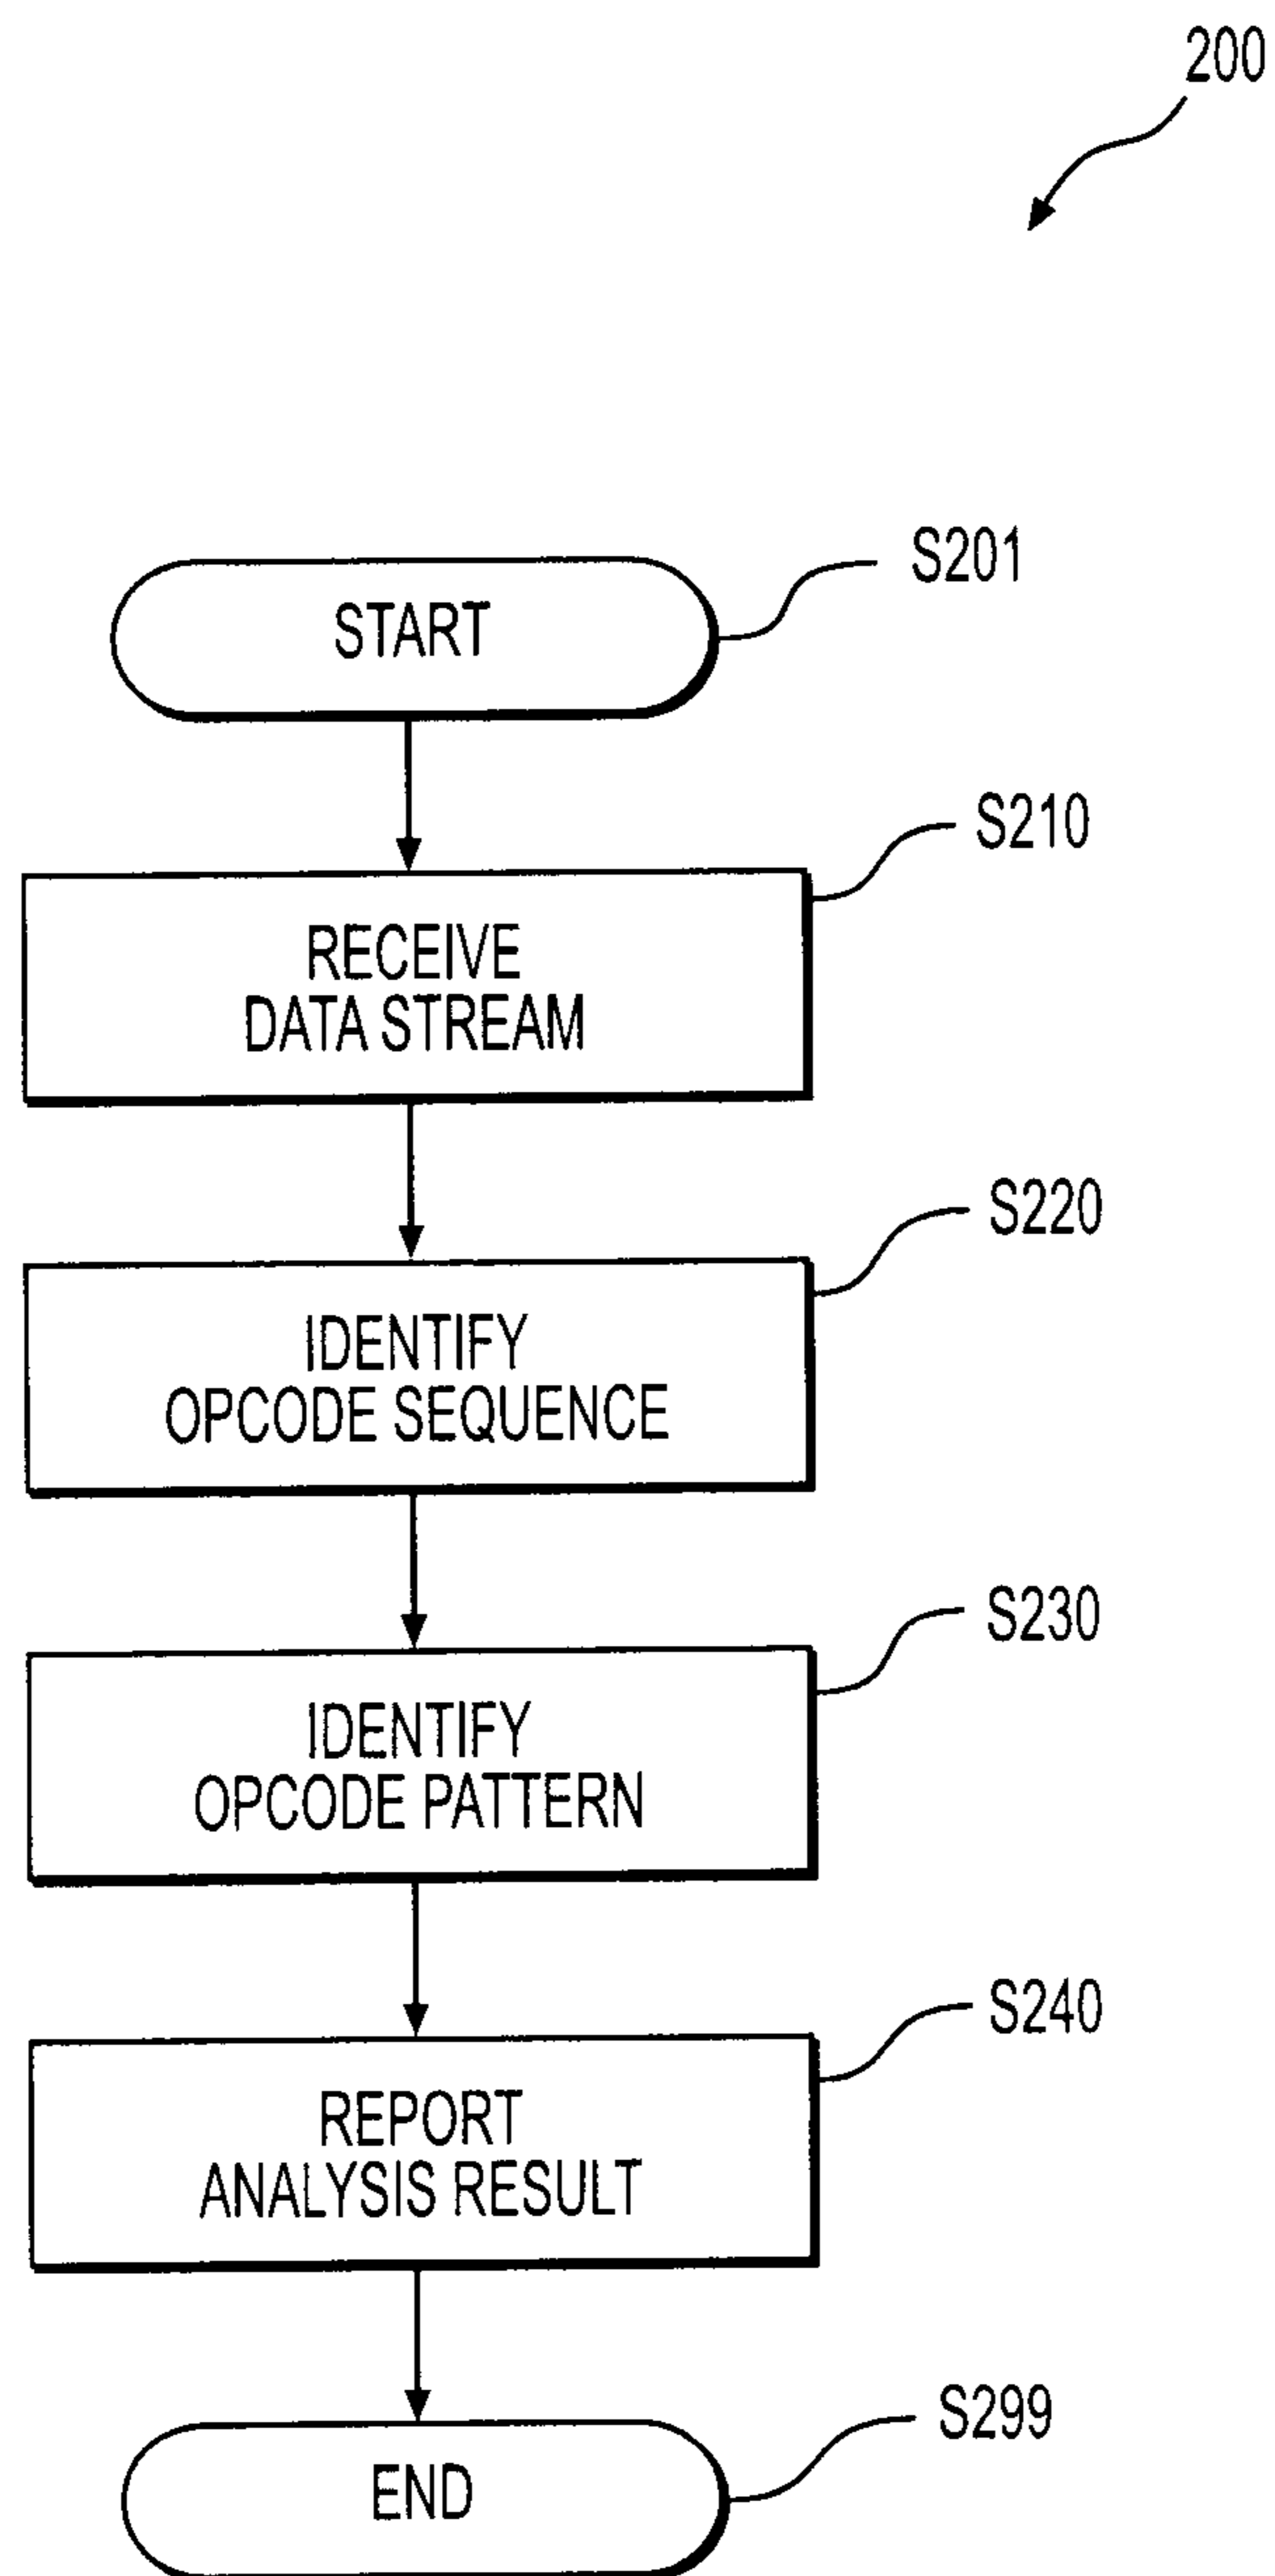 200
START
S201
S210
RECEIVE
DATA STREAM
S220
IDENTIFY
OPCODE SEQUENCE
S230
IDENTIFY
OPCODE PATTERN
S240
REPORT
ANALYSIS RESULT
S299
END